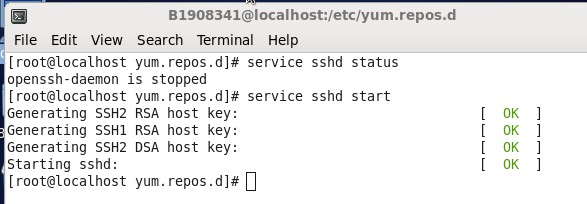 B1908341@localhost:/etc/yum.repos.d
File Edit View Search Terminal Help
[root@localhost yum.repos.d]# service sshd status
openssh-daemon is stopped
[root@localhost yum.repos.d]# service sshd start
Generating SSH2 RSA host key: [ OK ]
Generating SSH1 RSA host key: [ OK ]
Generating SSH2 DSA host key: [ OK ]
Starting sshd: [ OK ]
[root@localhost yum.repos.d]#